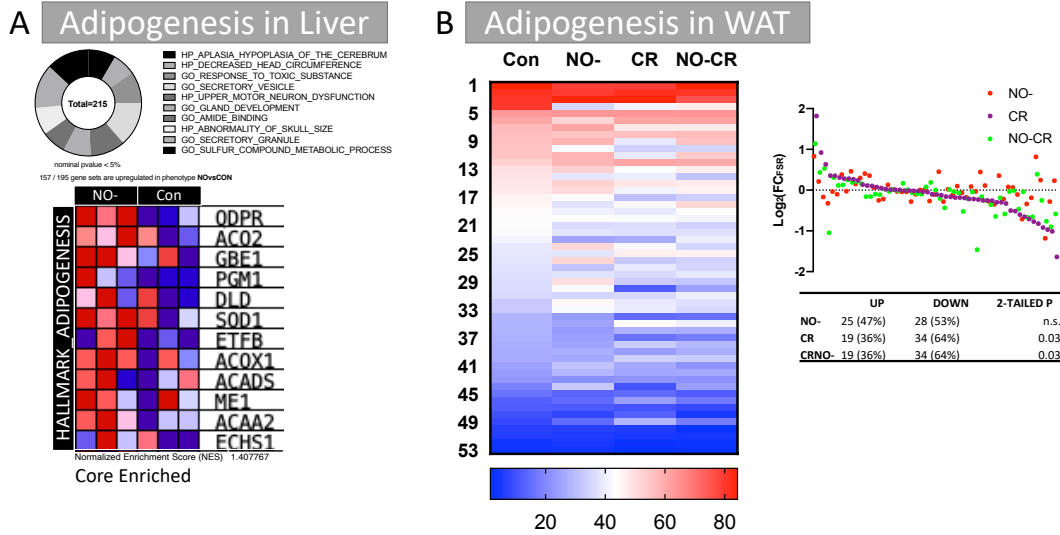 A
Adipogenesis in Liver
Total=215
HP_APLASIA_HYPOPLASIA_OF_THE_CEREBRUM
HP_DECREASED_HEAD_CIRCUMFERENCE
GO_RESPONSE_TO_TOXIC_SUBSTANCE
GO_SECRETORY_VESICLE
HP_UPPER_MOTOR_NEURON_DYSFUNCTION
GO_GLAND_DEVELOPMENT
GO_AMIDE_BINDING
HP_ABNORMALITY_OF_SKULL_SIZE
GO_SECRETORY_GRANULE
GO_SULFUR_COMPOUND_METABOLIC_PROCESS
nominal pvalue < 5%
157 / 195 gene sets are upregulated in phenotype NOvsCON
NO- Con
HALLMARK_ADIPOGENESIS
QDPR
ACO2
GBE1
PGM1
DLD
SOD1
ETFB
ACOX1
ACADS
ME1
ACAA2
ECHS1
Normalized Enrichment Score (NES) 1.407767
Core Enriched
B
Adipogenesis in WAT
Con NO- CR NO-CR
1
5
9
13
17
21
25
29
33
37
41
45
49
53
20 40 60 80
Log2(FCFSR)
2
1
0
-1
-2
NO-
CR
NO-CR
UP DOWN 2-TAILED P
NO- 25 (47%) 28 (53%) n.s.
CR 19 (36%) 34 (64%) 0.03
CRNO- 19 (36%) 34 (64%) 0.03